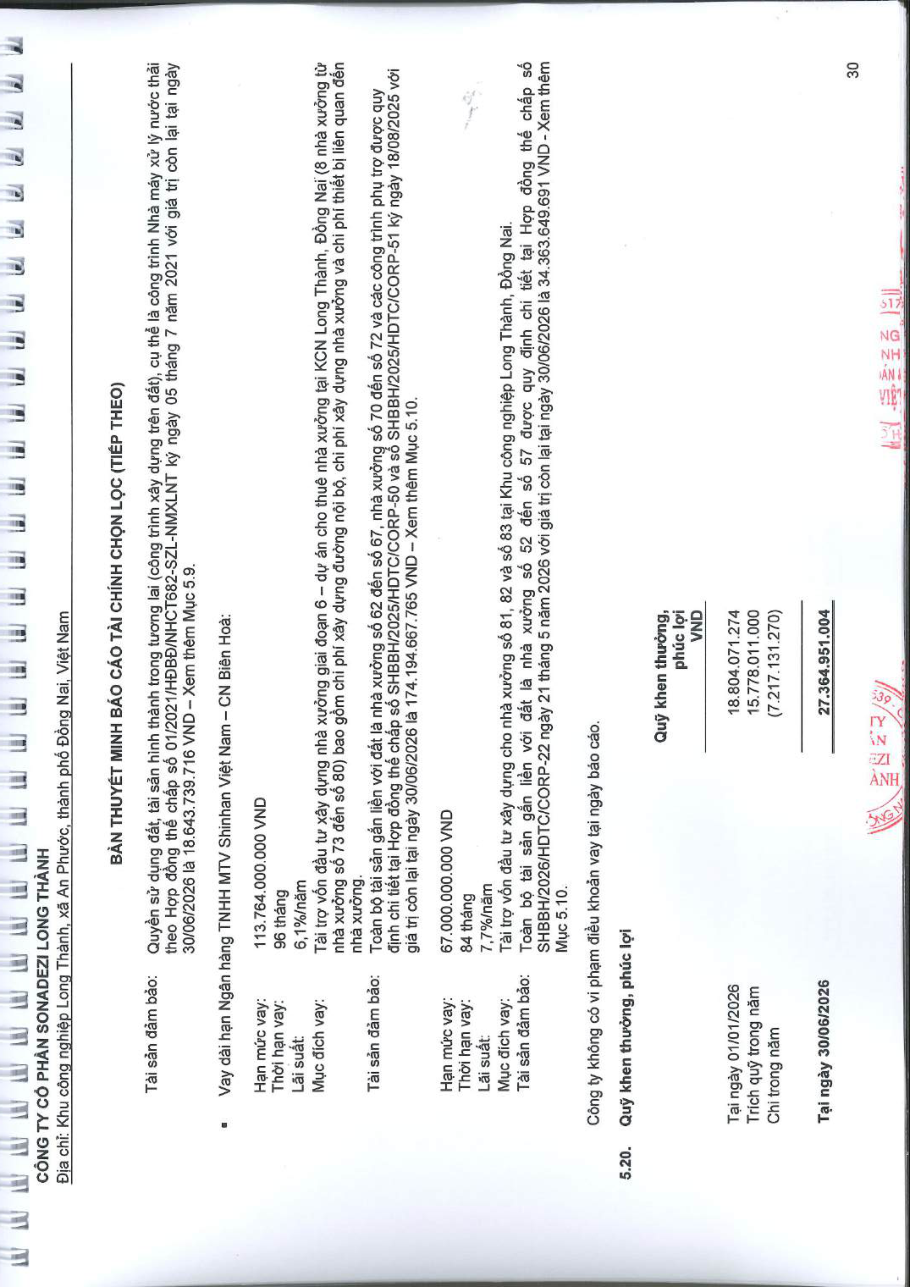 CÔNG TY CỔ PHẦN SONADEZI LONG THÀNH
Địa chỉ: Khu công nghiệp Long Thành, xã An Phước, thành phố Đồng Nai, Việt Nam
BẢN THUYẾT MINH BÁO CÁO TÀI CHÍNH CHỌN LỌC (TIẾP THEO)
Tài sản đảm bảo: Quyền sử dụng đất, tài sản hình thành trong tương lai (công trình xây dựng trên đất), cụ thể là công trình Nhà máy xử lý nước thải
theo Hợp đồng thế chấp số 01/2021/HĐBĐ/NHCT682-SZL-NMXLNT ký ngày 05 tháng 7 năm 2021 với giá trị còn lại tại ngày
30/06/2026 là 18.643.739.716 VND – Xem thêm Mục 5.9.
▪ Vay dài hạn Ngân hàng TNHH MTV Shinhan Việt Nam – CN Biên Hoà:
Hạn mức vay: 113.764.000.000 VND
Thời hạn vay: 96 tháng
Lãi suất: 6,1%/năm
Mục đích vay: Tài trợ vốn đầu tư xây dựng nhà xưởng giai đoạn 6 – dự án cho thuê nhà xưởng tại KCN Long Thành, Đồng Nai (8 nhà xưởng từ
nhà xưởng số 73 đến số 80) bao gồm chi phí xây dựng đường nội bộ, chi phí xây dựng nhà xưởng và chi phí thiết bị liên quan đến
nhà xưởng.
Tài sản đảm bảo: Toàn bộ tài sản gắn liền với đất là nhà xưởng số 62 đến số 67, nhà xưởng số 70 đến số 72 và các công trình phụ trợ được quy
định chi tiết tại Hợp đồng thế chấp số SHBBH/2025/HDTC/CORP-50 và số SHBBH/2025/HDTC/CORP-51 ký ngày 18/08/2025 với
giá trị còn lại tại ngày 30/06/2026 là 174.194.667.765 VND – Xem thêm Mục 5.10.
Hạn mức vay: 67.000.000.000 VND
Thời hạn vay: 84 tháng
Lãi suất: 7,7%/năm
Mục đích vay: Tài trợ vốn đầu tư xây dựng cho nhà xưởng số 81, 82 và số 83 tại Khu công nghiệp Long Thành, Đồng Nai.
Tài sản đảm bảo: Toàn bộ tài sản gắn liền với đất là nhà xưởng số 52 đến số 57 được quy định chi tiết tại Hợp đồng thế chấp số
SHBBH/2026/HDTC/CORP-22 ngày 21 tháng 5 năm 2026 với giá trị còn lại tại ngày 30/06/2026 là 34.363.649.691 VND - Xem thêm
Mục 5.10.
Công ty không có vi phạm điều khoản vay tại ngày báo cáo.
5.20. Quỹ khen thưởng, phúc lợi
Quỹ khen thưởng,
phúc lợi
VND
Tại ngày 01/01/2026 18.804.071.274
Trích quỹ trong năm 15.778.011.000
Chi trong năm (7.217.131.270)
Tại ngày 30/06/2026 27.364.951.004
30